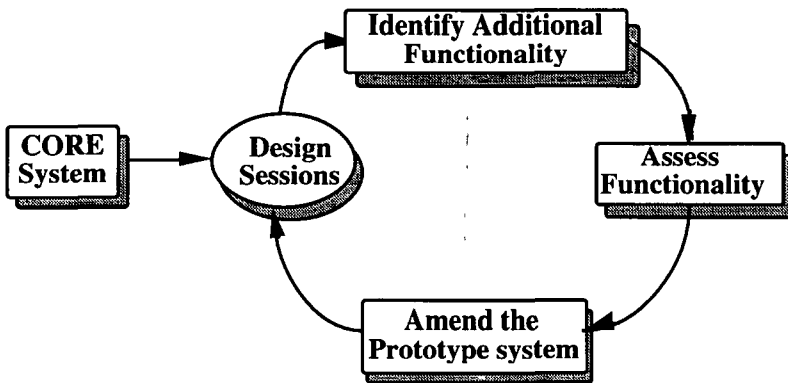 Identify Additional
Functionality
CORE
System
Design
Sessions
Assess
Functionality
Amend the
Prototype system